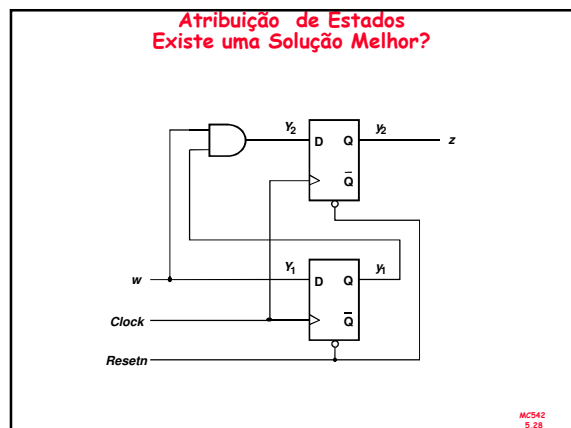 Atribuição de Estados
Existe uma Solução Melhor?
Y2
y2
D Q
z
Q̄
w
Y1
y1
D Q
Clock
Q̄
Resetn
MC542
5.28